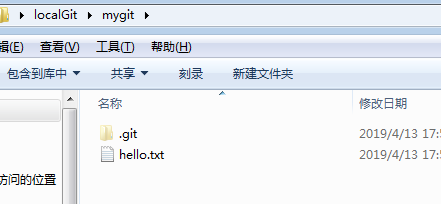 localGit ▸ mygit ▸
辑(E) 查看(V) 工具(T) 帮助(H)
包含到库中 共享 刻录 新建文件夹
名称 修改日期
.git 2019/4/13 17:5
hello.txt 2019/4/13 17:5
访问的位置